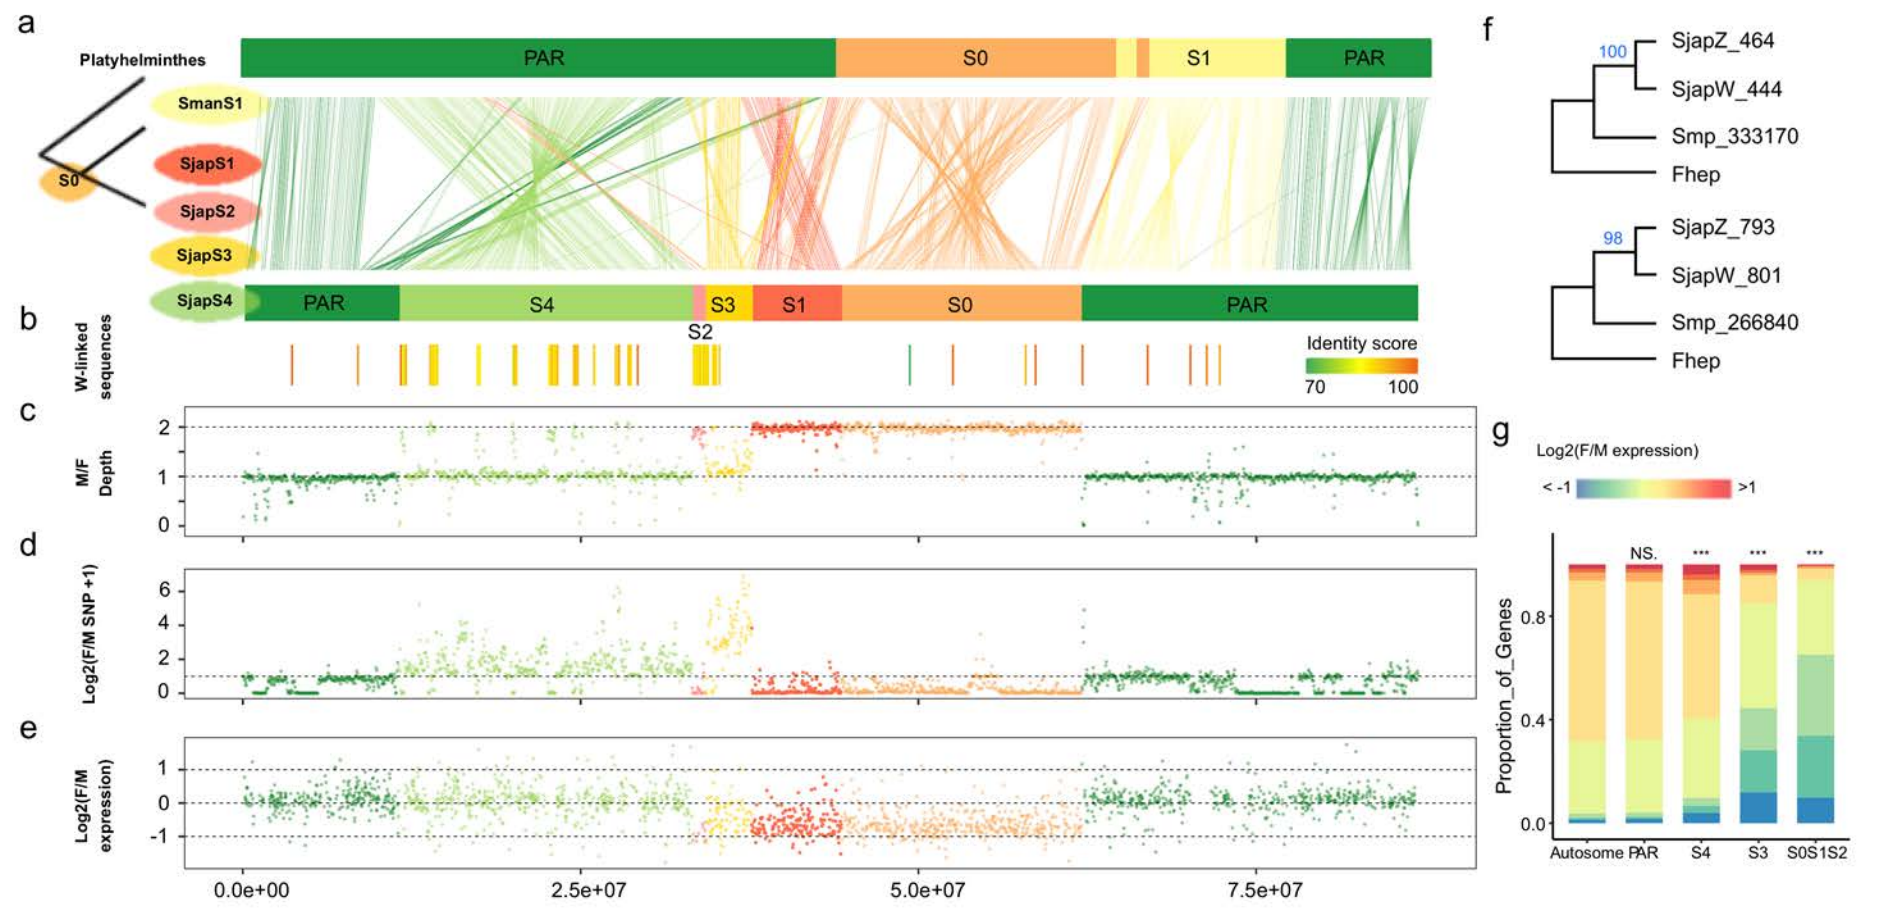 a
Platyhelminthes
PAR
S0
S1
PAR
SmanS1
S0
SjapS1
SjapS2
SjapS3
SjapS4
PAR
S4
S3
S1
S0
PAR
S2
b
W-linked
sequences
Identity score
70
100
c
M/F
Depth
2
1
0
d
Log2(F/M SNP +1)
6
4
2
0
e
Log2(F/M
expression)
1
0
-1
0.0e+00
2.5e+07
5.0e+07
7.5e+07
f
100
SjapZ_464
SjapW_444
Smp_333170
Fhep
98
SjapZ_793
SjapW_801
Smp_266840
Fhep
g
Log2(F/M expression)
< -1
>1
NS.
***
***
***
Proportion_of_Genes
0.8
0.4
0.0
Autosome
PAR
S4
S3
S0S1S2